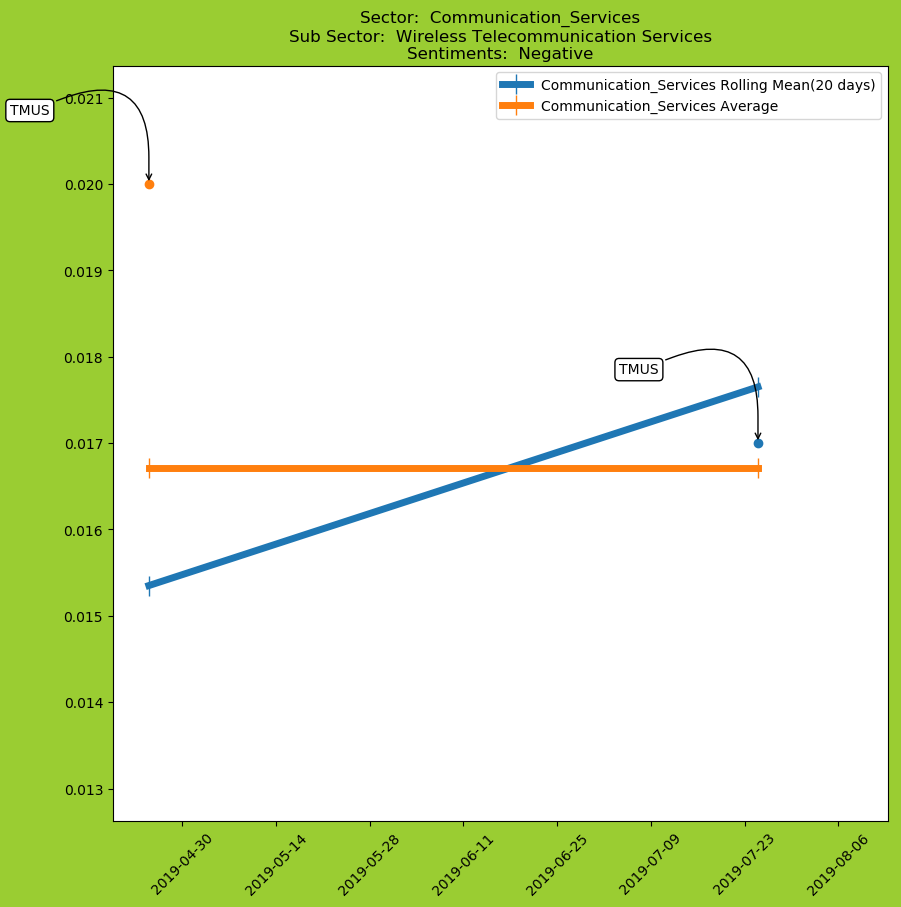 Sector:  Communication_Services
Sub Sector:  Wireless Telecommunication Services
Sentiments:  Negative
Communication_Services Rolling Mean(20 days)
Communication_Services Average
TMUS
TMUS
0.021
0.020
0.019
0.018
0.017
0.016
0.015
0.014
0.013
2019-04-30
2019-05-14
2019-05-28
2019-06-11
2019-06-25
2019-07-09
2019-07-23
2019-08-06